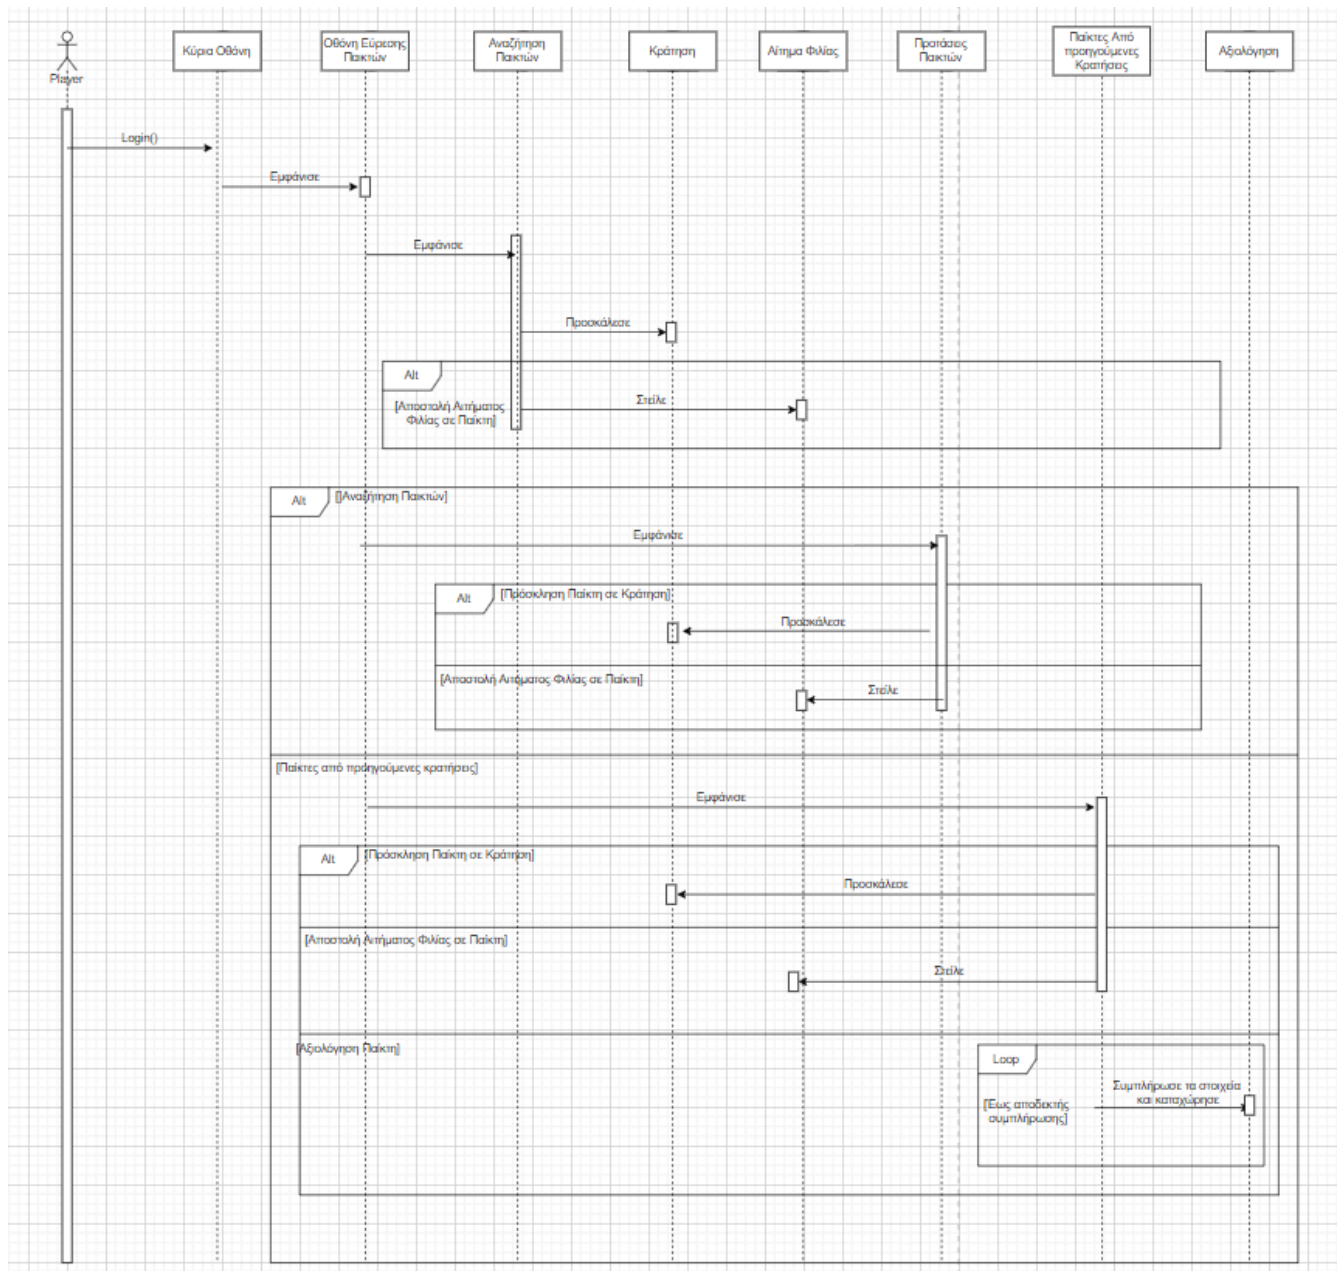 Player
Κύρια Οθόνη
Οθόνη Εύρεσης
Παικτών
Αναζήτηση
Παικτών
Κράτηση
Αίτημα Φιλίας
Προτάσεις
Παικτών
Παίκτες Από
προηγούμενες
Κρατήσεις
Αξιολόγηση
Login()
Εμφάνισε
Εμφάνισε
Προσκάλεσε
Alt
[Αποστολή Αιτήματος
Φιλίας σε Παίκτη]
Στείλε
Alt
[]Αναζήτηση Παικτών]
Εμφάνισε
Alt
[Πρόσκληση Παίκτη σε Κράτηση]
Προσκάλεσε
[Αποστολή Αιτήματος Φιλίας σε Παίκτη]
Στείλε
[Παίκτες από προηγούμενες κρατήσεις]
Εμφάνισε
Alt
[Πρόσκληση Παίκτη σε Κράτηση]
Προσκάλεσε
[Αποστολή Αιτήματος Φιλίας σε Παίκτη]
Στείλε
[Αξιολόγηση Παίκτη]
Loop
[Έως αποδεκτής
συμπλήρωσης]
Συμπλήρωσε τα στοιχεία
και καταχώρησε